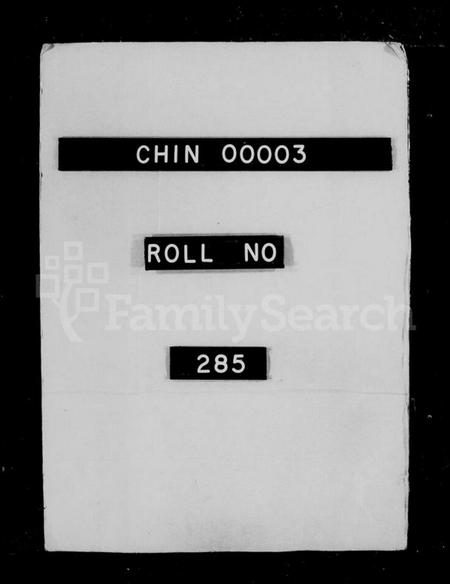 CHIN 00003
ROLL NO
FamilySearch
285